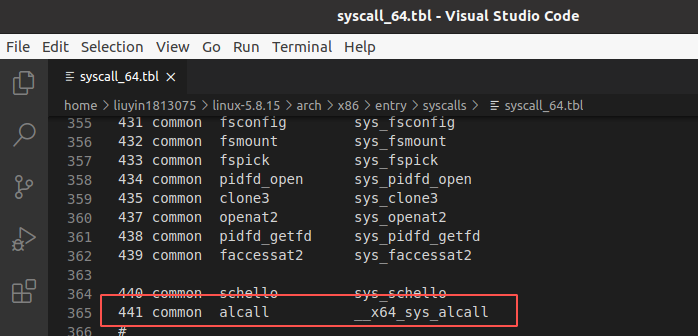 syscall_64.tbl - Visual Studio Code
File Edit Selection View Go Run Terminal Help
syscall_64.tbl ×
home > liuyin1813075 > linux-5.8.15 > arch > x86 > entry > syscalls > syscall_64.tbl
355 431 common fsconfig sys_fsconfig
356 432 common fsmount sys_fsmount
357 433 common fspick sys_fspick
358 434 common pidfd_open sys_pidfd_open
359 435 common clone3 sys_clone3
360 437 common openat2 sys_openat2
361 438 common pidfd_getfd sys_pidfd_getfd
362 439 common faccessat2 sys_faccessat2
363
364 440 common schello sys_schello
365 441 common alcall __x64_sys_alcall
366 #